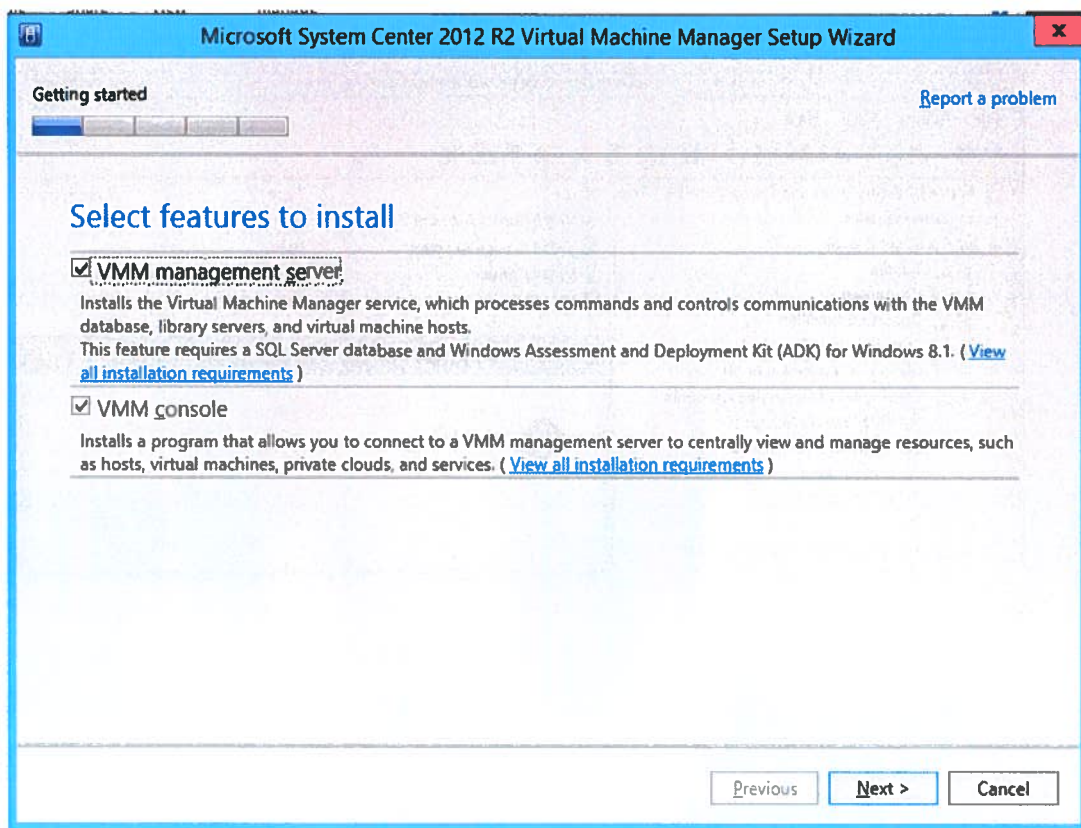 Microsoft System Center 2012 R2 Virtual Machine Manager Setup Wizard
x
Getting started
Report a problem
Select features to install
VMM management server
Installs the Virtual Machine Manager service, which processes commands and controls communications with the VMM
database, library servers, and virtual machine hosts.
This feature requires a SQL Server database and Windows Assessment and Deployment Kit (ADK) for Windows 8.1. (View
all installation requirements)
VMM console
Installs a program that allows you to connect to a VMM management server to centrally view and manage resources, such
as hosts, virtual machines, private clouds, and services. (View all installation requirements)
Previous
Next >
Cancel